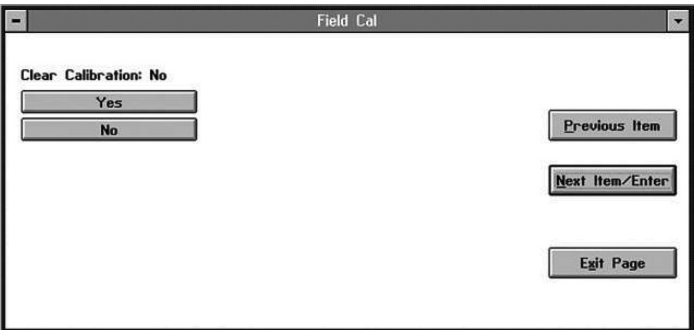 Field Cal
Clear Calibration: No
Yes
No
Previous Item
Next Item/Enter
Exit Page